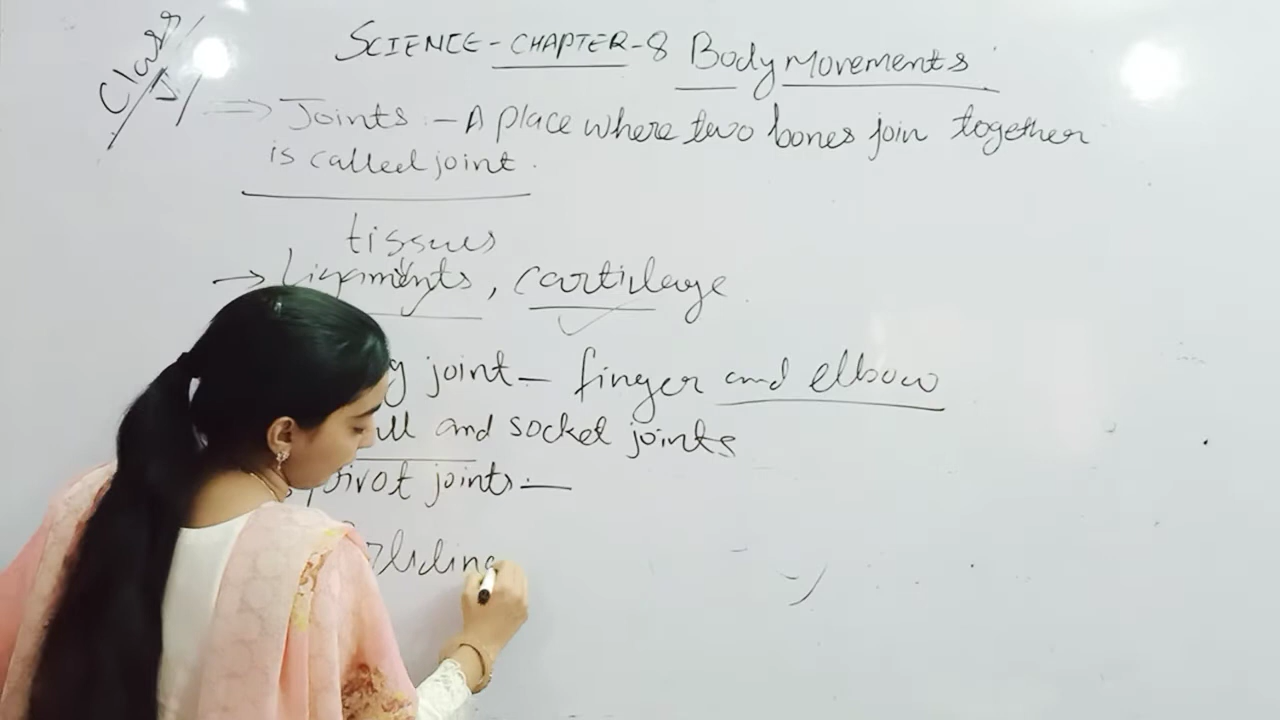 Class
SCIENCE-CHAPTER-8 Body Movements
⇒ Joints :- A place where two bones join together
is called joint.
tissues
→ Ligaments, cartilage
joint - finger and elbow
and socket joints
pivot joints -
Gliding